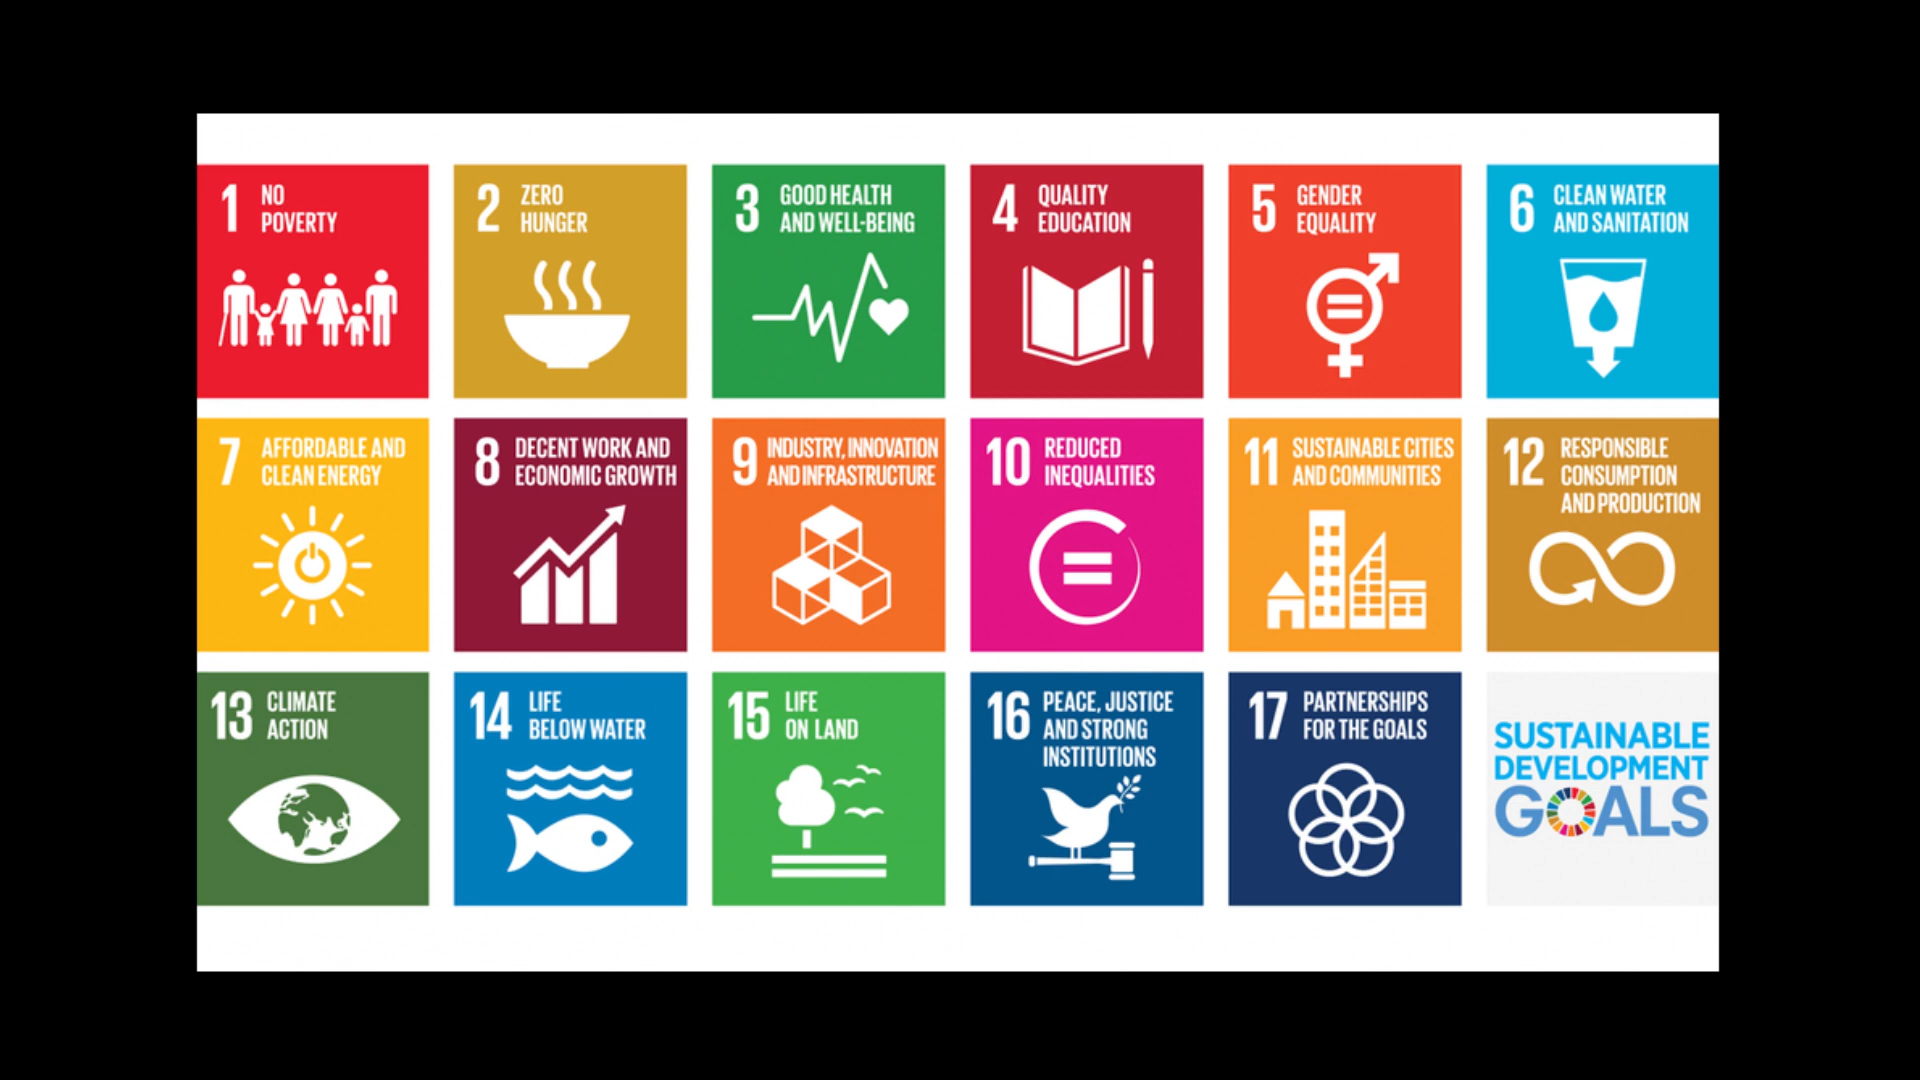 1 NO
POVERTY
2 ZERO
HUNGER
3 GOOD HEALTH
AND WELL-BEING
4 QUALITY
EDUCATION
5 GENDER
EQUALITY
6 CLEAN WATER
AND SANITATION
7 AFFORDABLE AND
CLEAN ENERGY
8 DECENT WORK AND
ECONOMIC GROWTH
9 INDUSTRY, INNOVATION
AND INFRASTRUCTURE
10 REDUCED
INEQUALITIES
11 SUSTAINABLE CITIES
AND COMMUNITIES
12 RESPONSIBLE
CONSUMPTION
AND PRODUCTION
13 CLIMATE
ACTION
14 LIFE
BELOW WATER
15 LIFE
ON LAND
16 PEACE, JUSTICE
AND STRONG
INSTITUTIONS
17 PARTNERSHIPS
FOR THE GOALS
SUSTAINABLE
DEVELOPMENT
GOALS